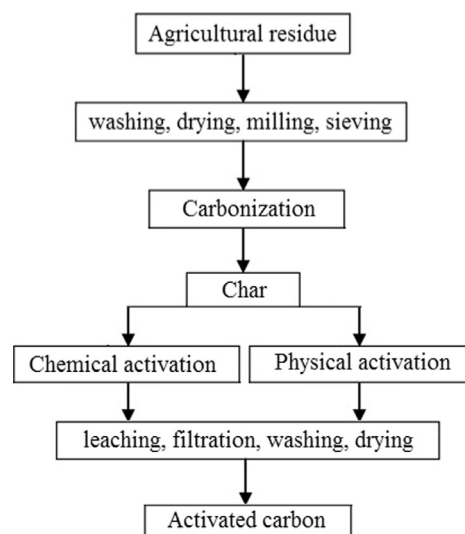 Agricultural residue
washing, drying, milling, sieving
Carbonization
Char
Chemical activation
Physical activation
leaching, filtration, washing, drying
Activated carbon